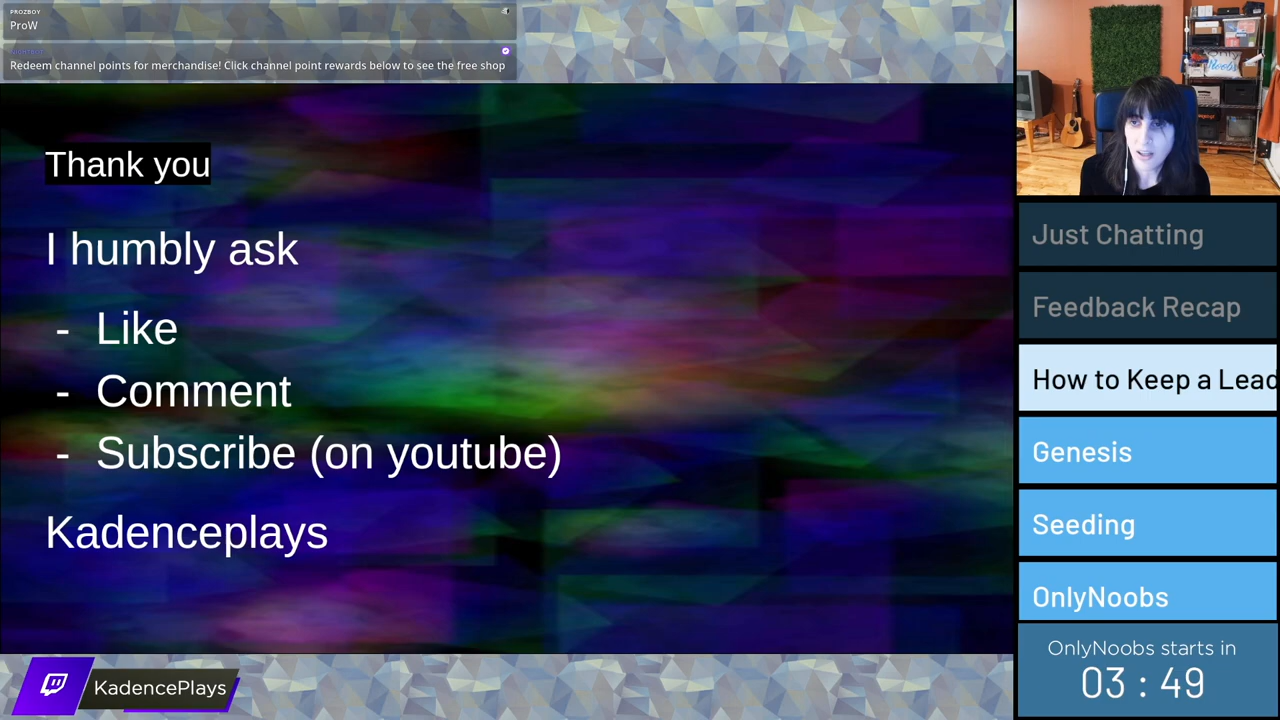 PROZBOY
ProW
Redeem channel points for merchandise! Click channel point rewards below to see the free shop
Thank you
I humbly ask
- Like
- Comment
- Subscribe (on youtube)
Kadenceplays
KadencePlays
Just Chatting
Feedback Recap
How to Keep a Lead
Genesis
Seeding
OnlyNoobs
OnlyNoobs starts in
03 : 49